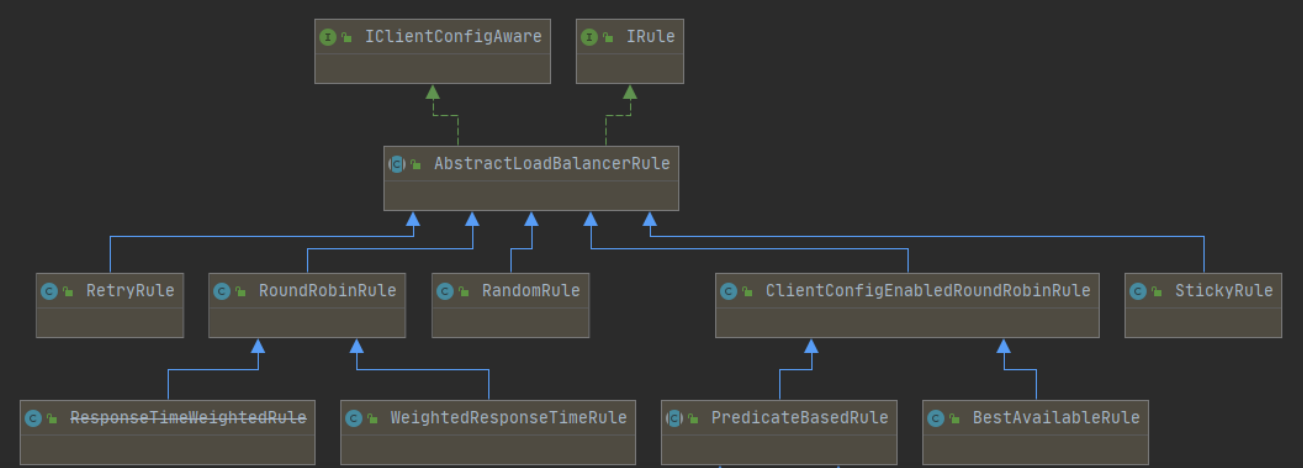 IClientConfigAware
IRule
AbstractLoadBalancerRule
RetryRule
RoundRobinRule
RandomRule
ClientConfigEnabledRoundRobinRule
StickyRule
ResponseTimeWeightedRule
WeightedResponseTimeRule
PredicateBasedRule
BestAvailableRule